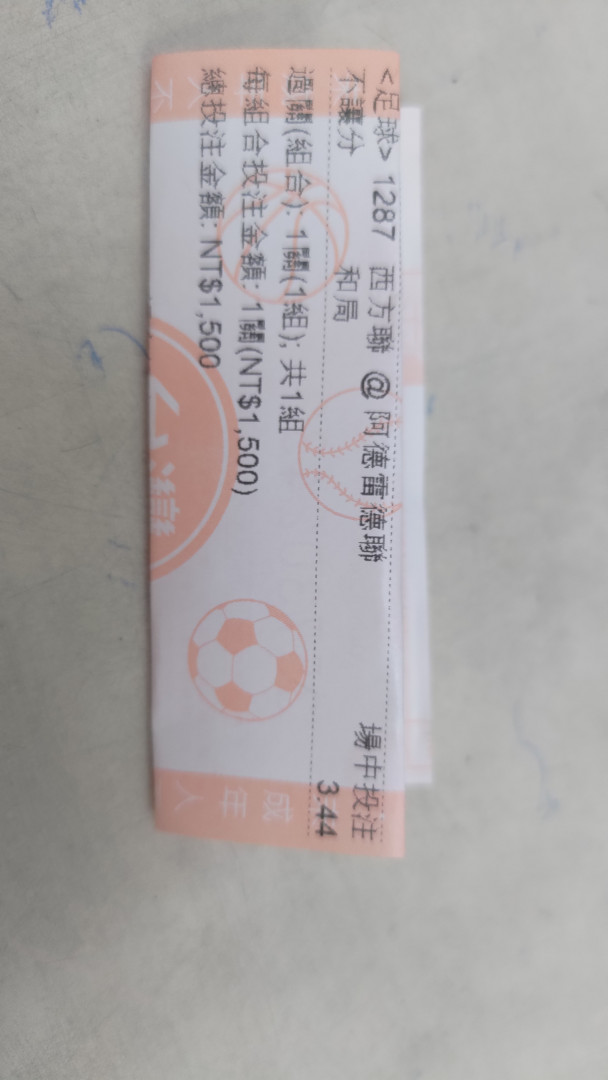 <足球> 1287 西方聯 @ 阿德雷德聯 場中投注
不讓分 和局 3.44
過關(組合): 1關(1組); 共1組
每組合投注金額: 1關(NT$1,500)
總投注金額: NT$1,500
台灣
成年人